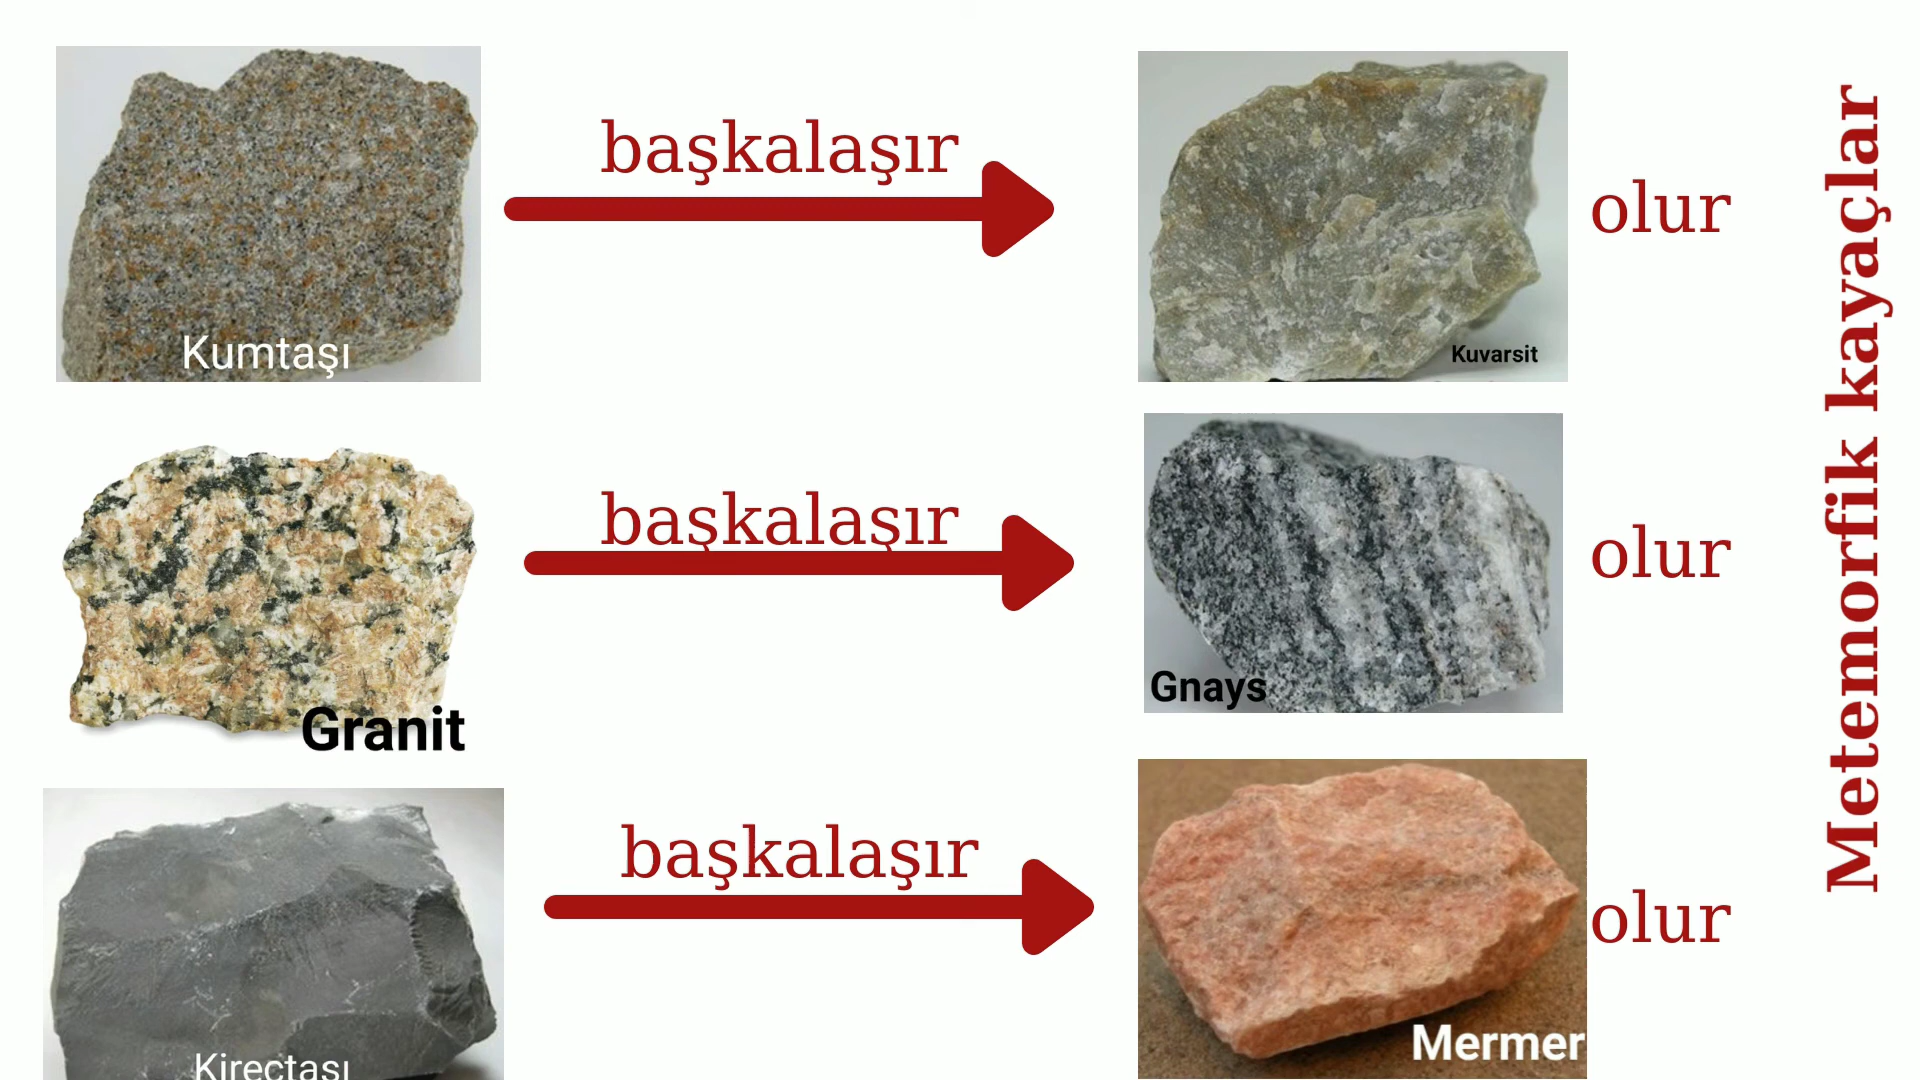 başkalaşır
Kumtaşı
Kuvarsit
olur
başkalaşır
Granit
Gnays
olur
başkalaşır
Kireçtaşı
Mermer
olur
Metemorfik kayaçlar